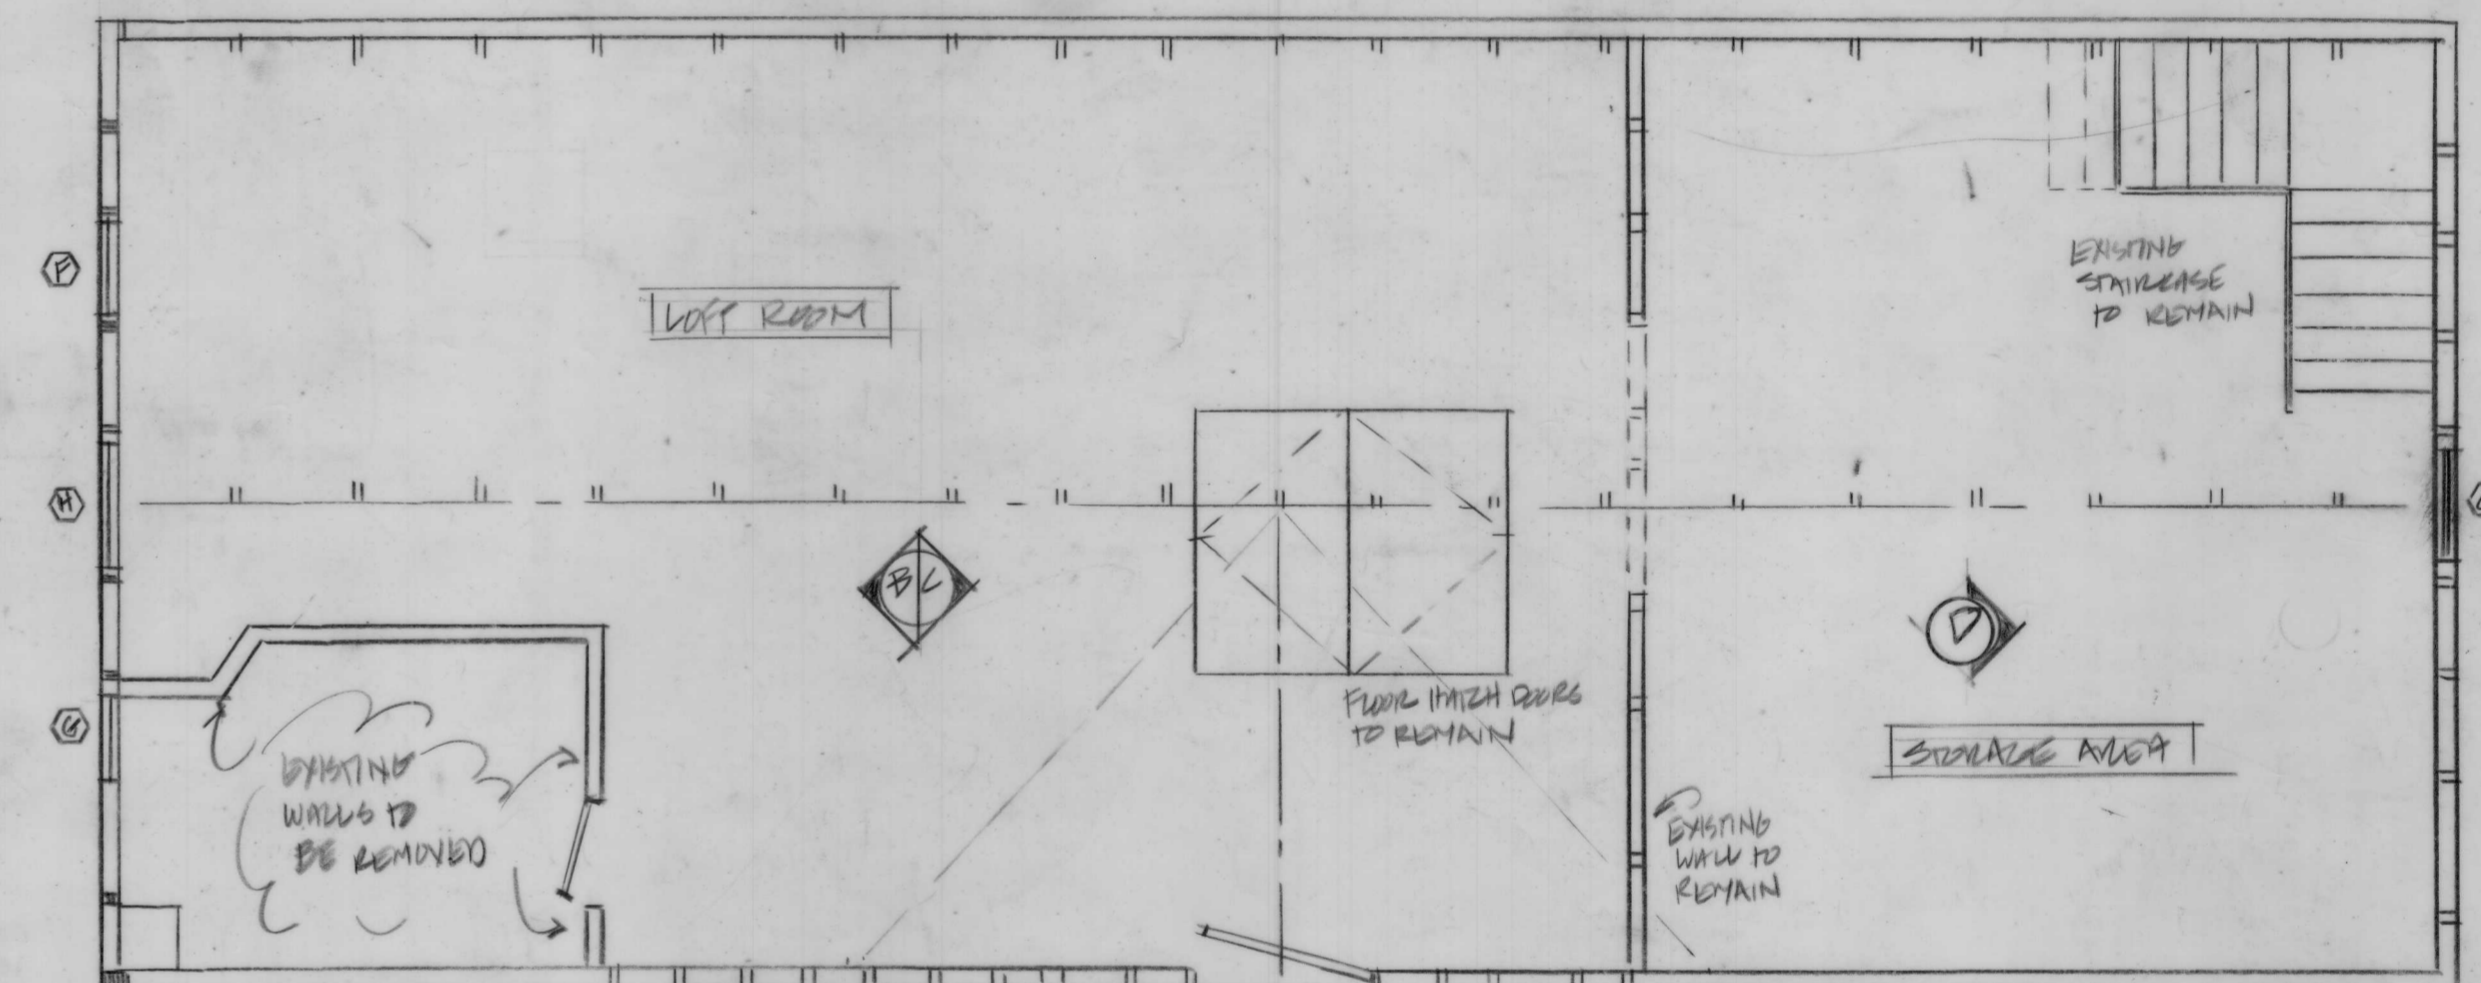 F
LOFT ROOM
EXISTING
STAIRCASE
TO REMAIN
H
B C
D
G
FLOOR HATCH DOORS
TO REMAIN
STORAGE AREA
EXISTING
WALLS TO
BE REMOVED
EXISTING
WALL TO
REMAIN